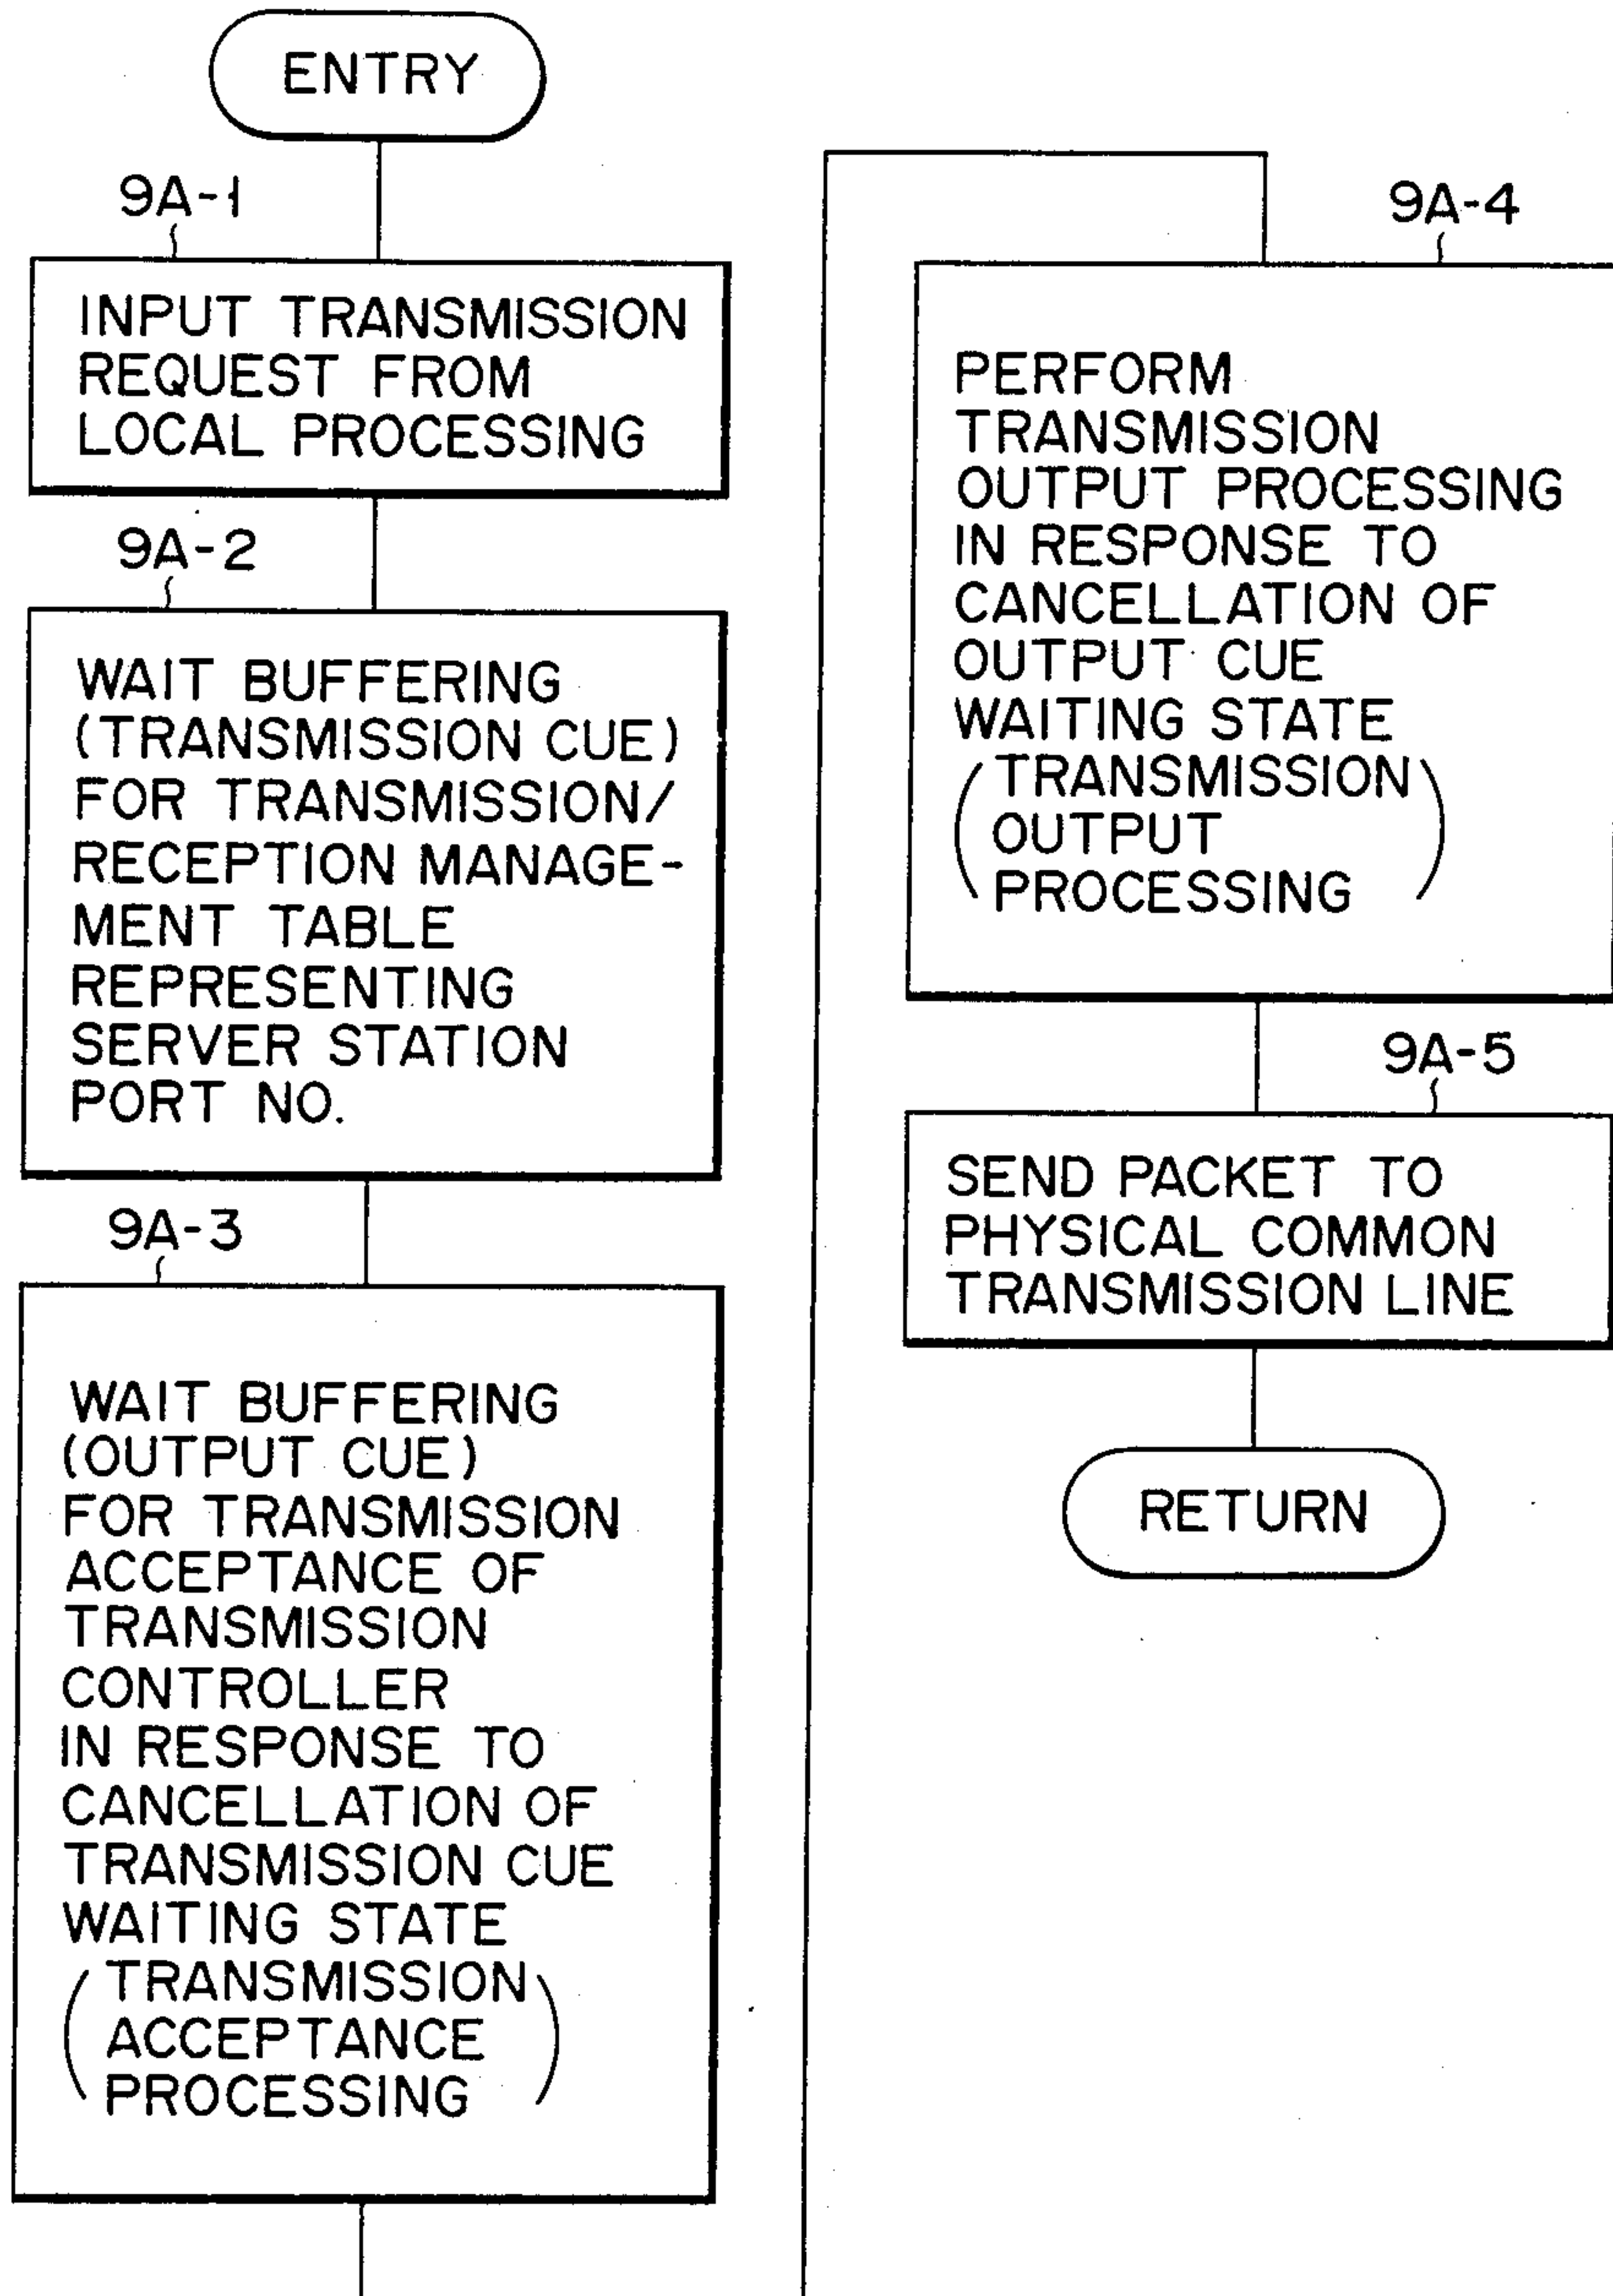 ENTRY
9A-1
INPUT TRANSMISSION
REQUEST FROM
LOCAL PROCESSING
9A-2
WAIT BUFFERING
(TRANSMISSION CUE)
FOR TRANSMISSION/
RECEPTION MANAGE-
MENT TABLE
REPRESENTING
SERVER STATION
PORT NO.
9A-3
WAIT BUFFERING
(OUTPUT CUE)
FOR TRANSMISSION
ACCEPTANCE OF
TRANSMISSION
CONTROLLER
IN RESPONSE TO
CANCELLATION OF
TRANSMISSION CUE
WAITING STATE
(TRANSMISSION
ACCEPTANCE
PROCESSING)
9A-4
PERFORM
TRANSMISSION
OUTPUT PROCESSING
IN RESPONSE TO
CANCELLATION OF
OUTPUT CUE
WAITING STATE
(TRANSMISSION
OUTPUT
PROCESSING)
9A-5
SEND PACKET TO
PHYSICAL COMMON
TRANSMISSION LINE
RETURN